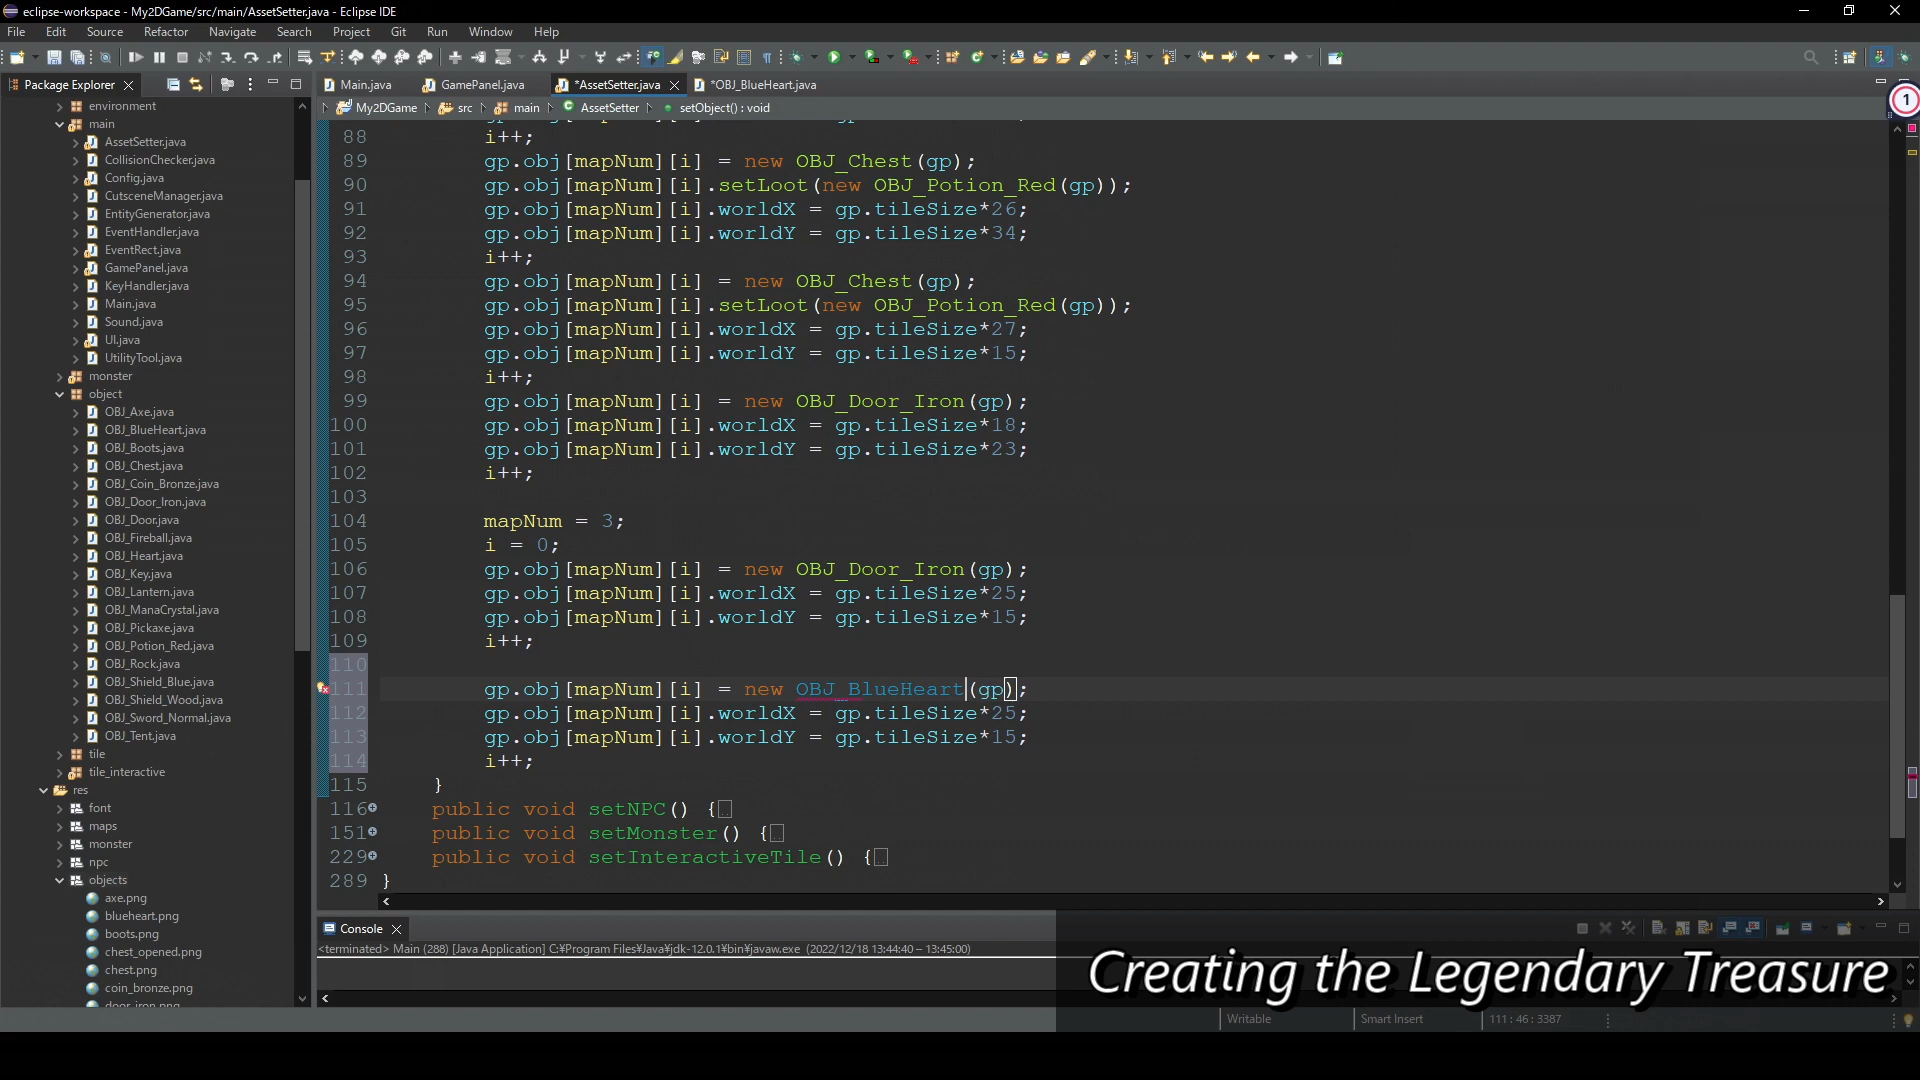 eclipse-workspace - My2DGame/src/main/AssetSetter.java - Eclipse IDE
File Edit Source Refactor Navigate Search Project Git Run Window Help
Package Explorer
Main.java GamePanel.java *AssetSetter.java *OBJ_BlueHeart.java
My2DGame src main AssetSetter setObject() : void
1
environment
main
AssetSetter.java
CollisionChecker.java
Config.java
CutsceneManager.java
EntityGenerator.java
EventHandler.java
EventRect.java
GamePanel.java
KeyHandler.java
Main.java
Sound.java
UI.java
UtilityTool.java
monster
object
OBJ_Axe.java
OBJ_BlueHeart.java
OBJ_Boots.java
OBJ_Chest.java
OBJ_Coin_Bronze.java
OBJ_Door_Iron.java
OBJ_Door.java
OBJ_Fireball.java
OBJ_Heart.java
OBJ_Key.java
OBJ_Lantern.java
OBJ_ManaCrystal.java
OBJ_Pickaxe.java
OBJ_Potion_Red.java
OBJ_Rock.java
OBJ_Shield_Blue.java
OBJ_Shield_Wood.java
OBJ_Sword_Normal.java
OBJ_Tent.java
tile
tile_interactive
res
font
maps
monster
npc
objects
axe.png
blueheart.png
boots.png
chest_opened.png
chest.png
coin_bronze.png
door_iron.png
88 i++;
89 gp.obj[mapNum][i] = new OBJ_Chest(gp);
90 gp.obj[mapNum][i].setLoot(new OBJ_Potion_Red(gp));
91 gp.obj[mapNum][i].worldX = gp.tileSize*26;
92 gp.obj[mapNum][i].worldY = gp.tileSize*34;
93 i++;
94 gp.obj[mapNum][i] = new OBJ_Chest(gp);
95 gp.obj[mapNum][i].setLoot(new OBJ_Potion_Red(gp));
96 gp.obj[mapNum][i].worldX = gp.tileSize*27;
97 gp.obj[mapNum][i].worldY = gp.tileSize*15;
98 i++;
99 gp.obj[mapNum][i] = new OBJ_Door_Iron(gp);
100 gp.obj[mapNum][i].worldX = gp.tileSize*18;
101 gp.obj[mapNum][i].worldY = gp.tileSize*23;
102 i++;
103
104 mapNum = 3;
105 i = 0;
106 gp.obj[mapNum][i] = new OBJ_Door_Iron(gp);
107 gp.obj[mapNum][i].worldX = gp.tileSize*25;
108 gp.obj[mapNum][i].worldY = gp.tileSize*15;
109 i++;
110
111 gp.obj[mapNum][i] = new OBJ_BlueHeart(gp);
112 gp.obj[mapNum][i].worldX = gp.tileSize*25;
113 gp.obj[mapNum][i].worldY = gp.tileSize*15;
114 i++;
115 }
116 public void setNPC() {
151 public void setMonster() {
229 public void setInteractiveTile() {
289 }
Console
<terminated> Main (288) [Java Application] C:¥Program Files¥Java¥jdk-12.0.1¥bin¥javaw.exe (2022/12/18 13:44:40 – 13:45:00)
Creating the Legendary Treasure
Writable Smart Insert 111 : 46 : 3387